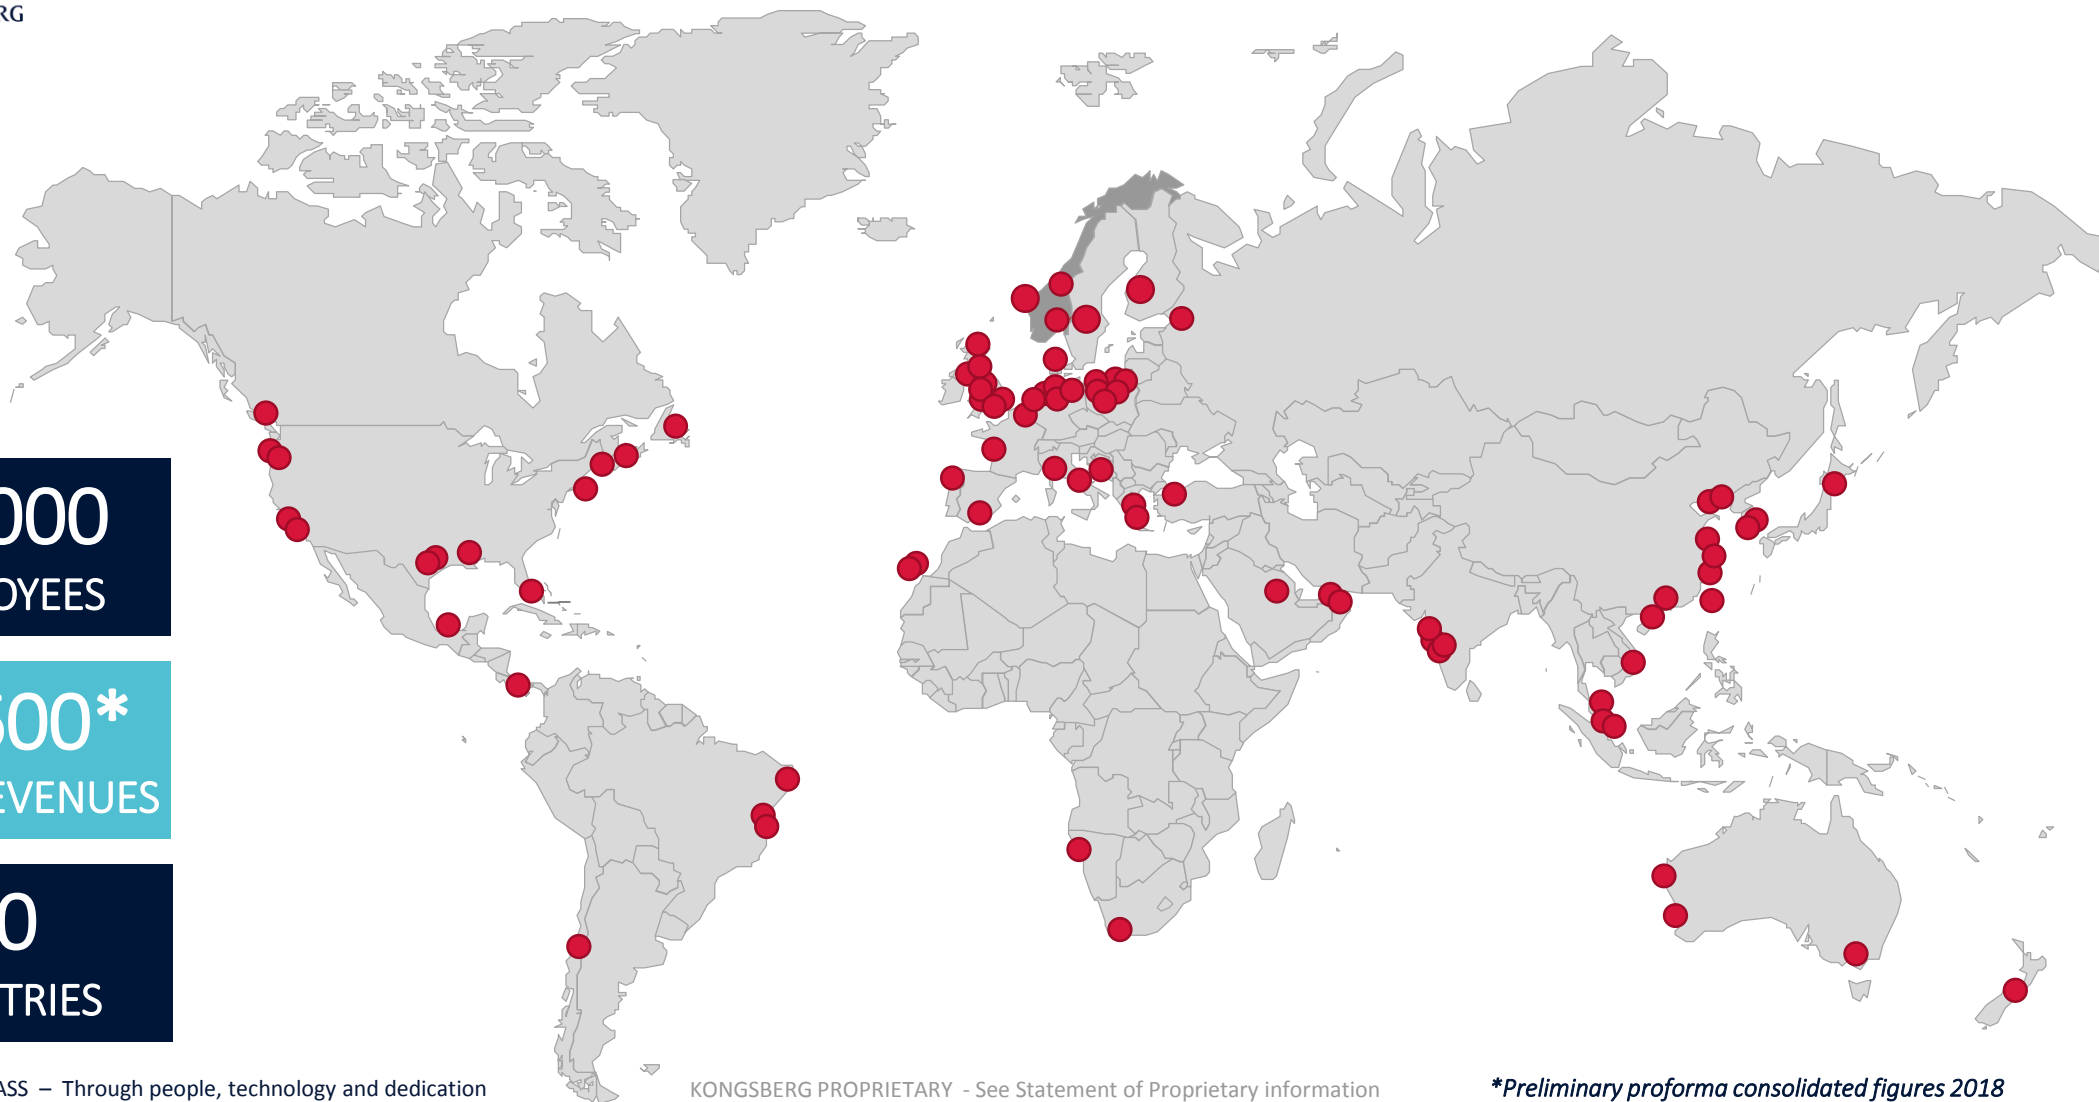 RG
000
OYEES
500*
EVENUES
0
TRIES
ASS – Through people, technology and dedication
KONGSBERG PROPRIETARY - See Statement of Proprietary information
*Preliminary proforma consolidated figures 2018